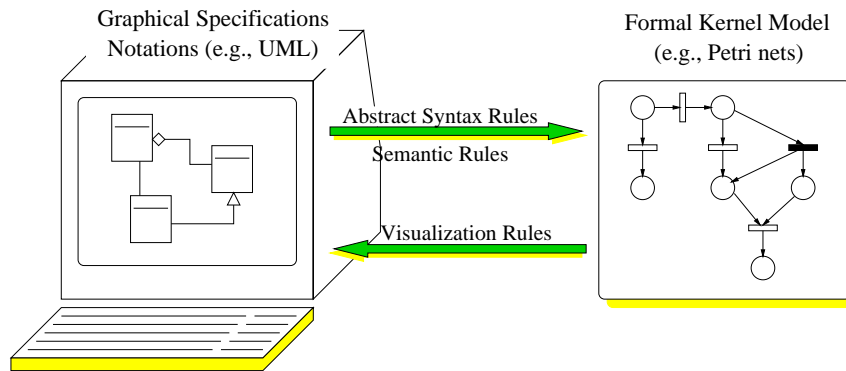 Graphical Specifications
Notations (e.g., UML)
Formal Kernel Model
(e.g., Petri nets)
Abstract Syntax Rules
Semantic Rules
Visualization Rules